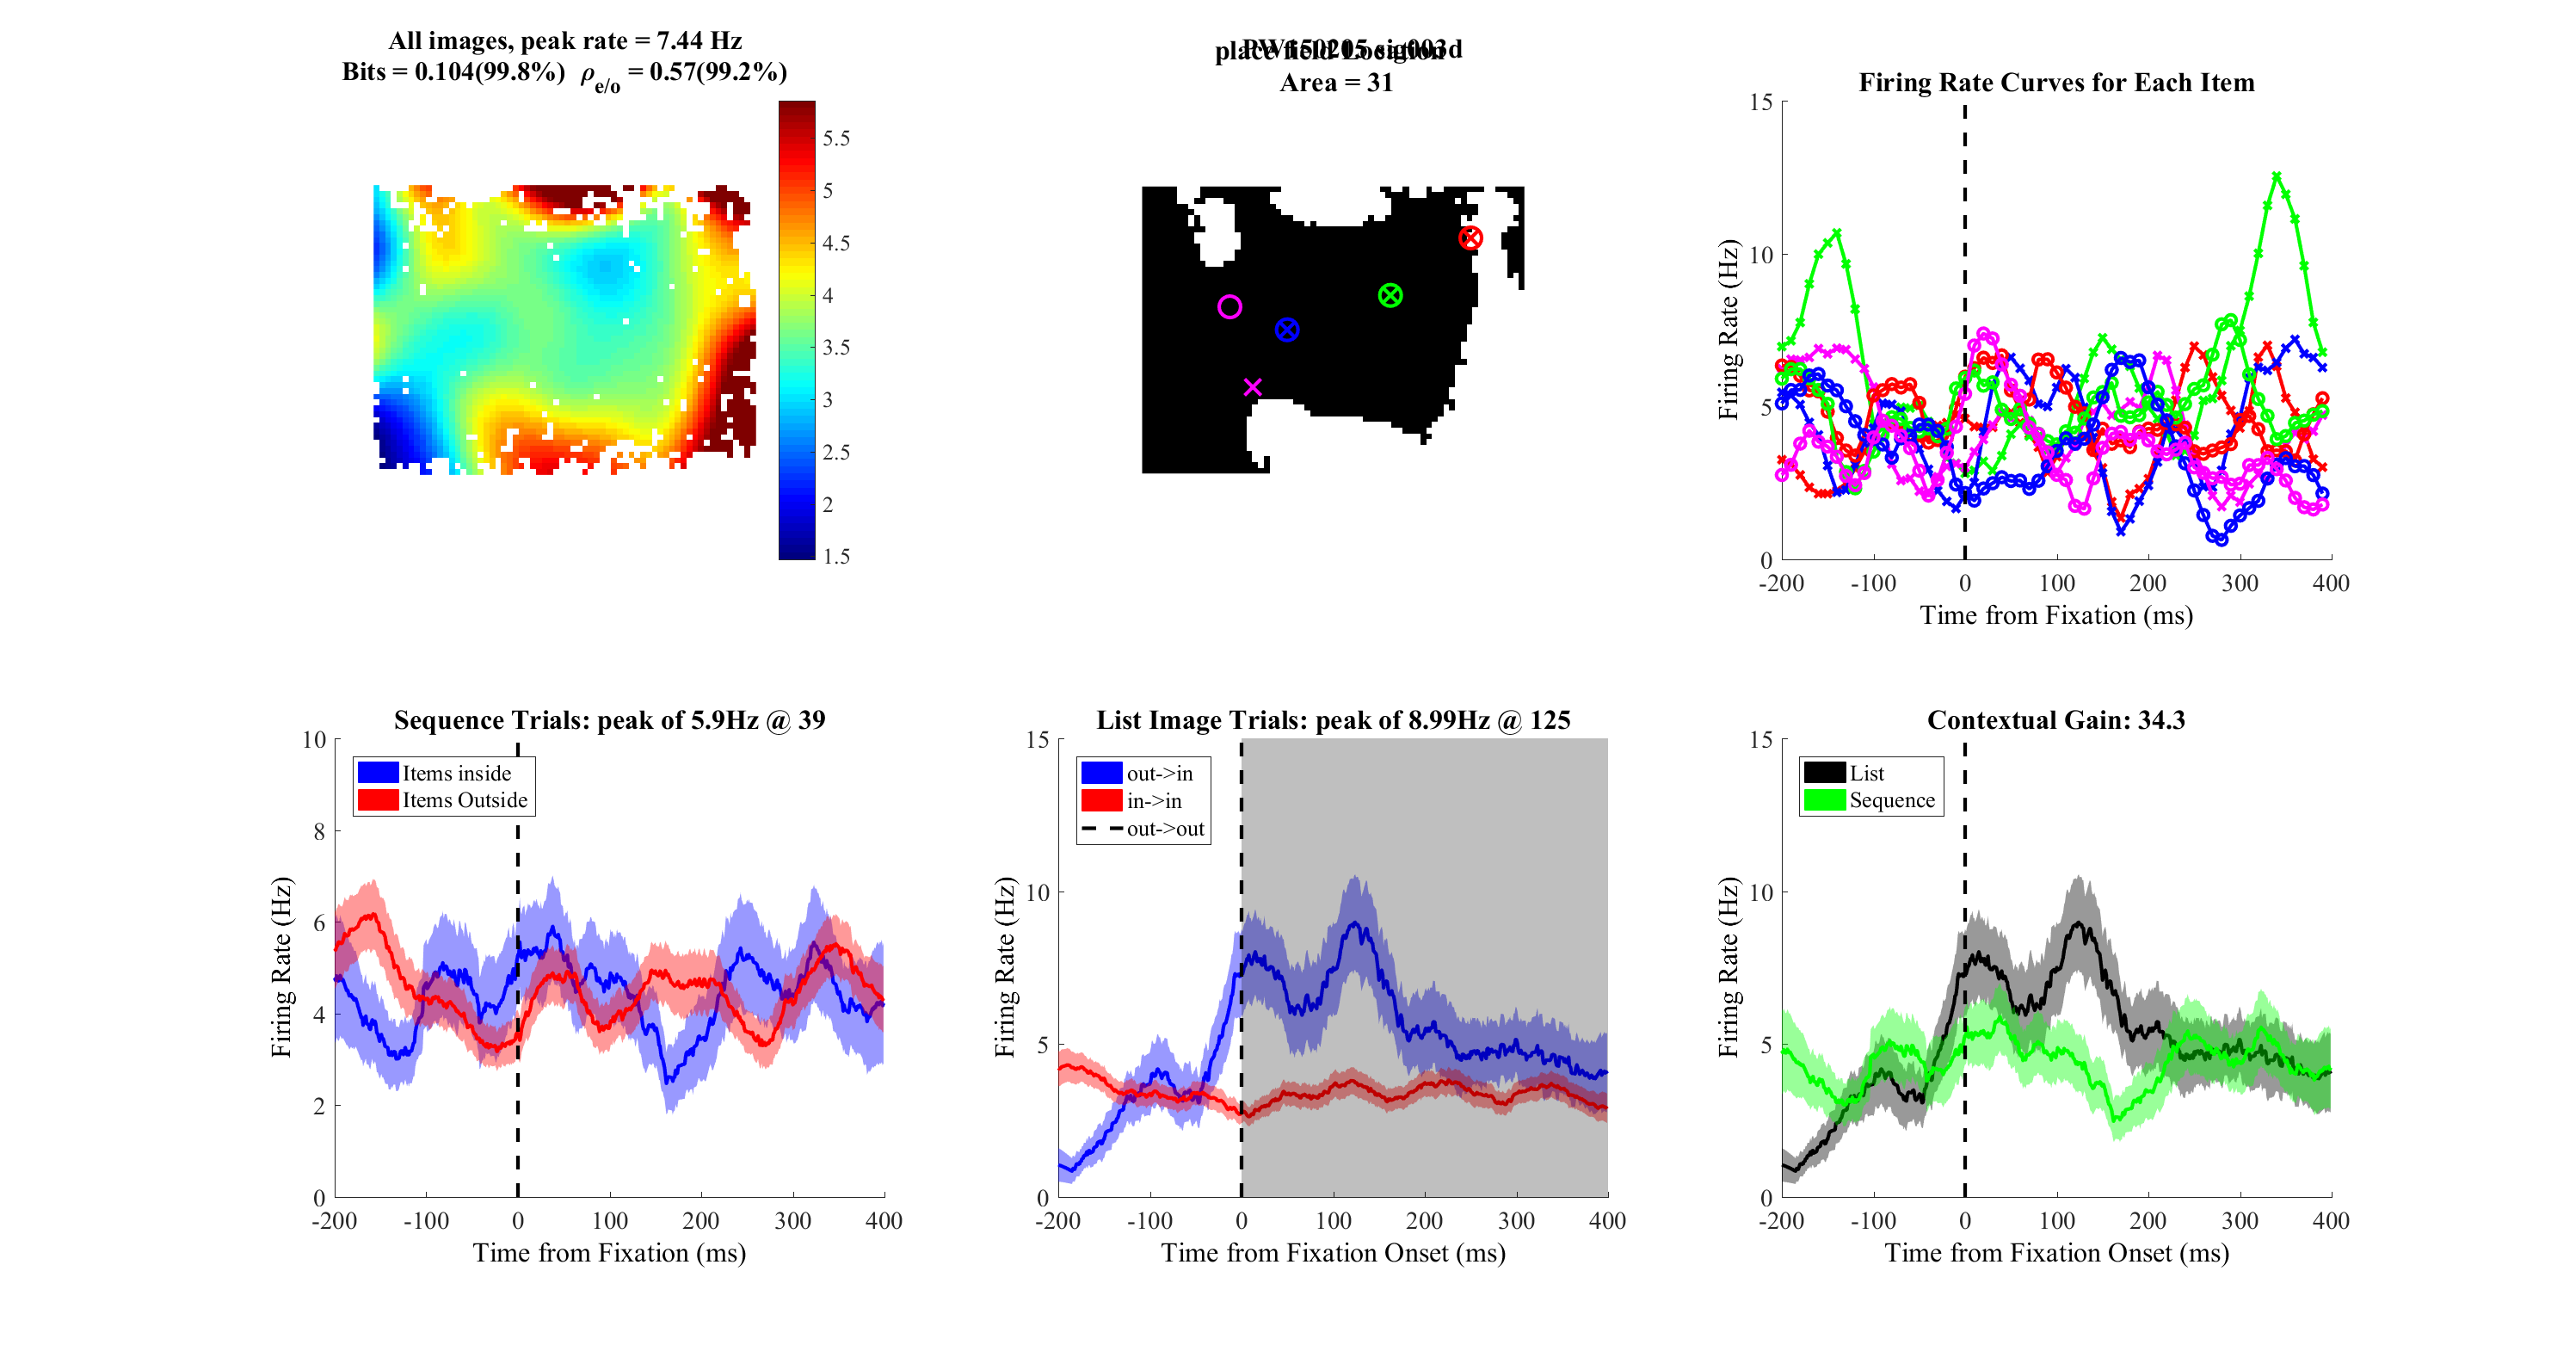 All images, peak rate = 7.44 Hz
Bits = 0.104(99.8%) ρe/o = 0.57(99.2%)
5.5
5
4.5
4
3.5
3
2.5
2
1.5
place field Location
Area = 31
Firing Rate Curves for Each Item
15
10
5
0
Firing Rate (Hz)
-200 -100 0 100 200 300 400
Time from Fixation (ms)
Sequence Trials: peak of 5.9Hz @ 39
Items inside
Items Outside
10
8
6
4
2
0
Firing Rate (Hz)
-200 -100 0 100 200 300 400
Time from Fixation (ms)
List Image Trials: peak of 8.99Hz @ 125
out->in
in->in
out->out
15
10
5
0
Firing Rate (Hz)
-200 -100 0 100 200 300 400
Time from Fixation Onset (ms)
Contextual Gain: 34.3
List
Sequence
15
10
5
0
Firing Rate (Hz)
-200 -100 0 100 200 300 400
Time from Fixation Onset (ms)